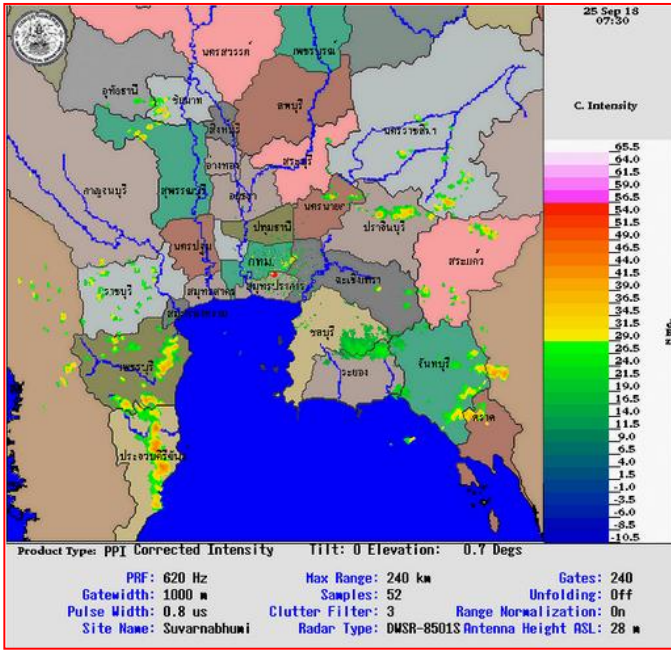 25 Sep 18
07:30
C. Intensity
นครสวรรค์
เพชรบูรณ์
อุทัยธานี
ชัยนาท
ลพบุรี
สิงห์บุรี
นครราชสีมา
อ่างทอง
สระบุรี
กาญจนบุรี
สุพรรณบุรี
อยุธยา
นครนายก
ปราจีนบุรี
ปทุมธานี
นครปฐม
สระแก้ว
กทม.
ราชบุรี
สมุทรสาคร
สมุทรปราการ
ฉะเชิงเทรา
ชลบุรี
เพชรบุรี
ระยอง
จันทบุรี
ตราด
ประจวบคีรีขันธ์
65.5
64.0
61.5
59.0
56.5
54.0
51.5
49.0
46.5
44.0
41.5
39.0
36.5
34.0
31.5
29.0
26.5
24.0
21.5
19.0
16.5
14.0
11.5
9.0
6.5
4.0
1.5
-1.0
-3.5
-6.0
-8.5
-10.5
Product Type: PPI Corrected Intensity Tilt: 0 Elevation: 0.7 Degs
PRF: 620 Hz Max Range: 240 km Gates: 240
Gatewidth: 1000 m Samples: 52 Unfolding: Off
Pulse Width: 0.8 us Clutter Filter: 3 Range Normalization: On
Site Name: Suvarnabhumi Radar Type: DWSR-8501S Antenna Height ASL: 28 m